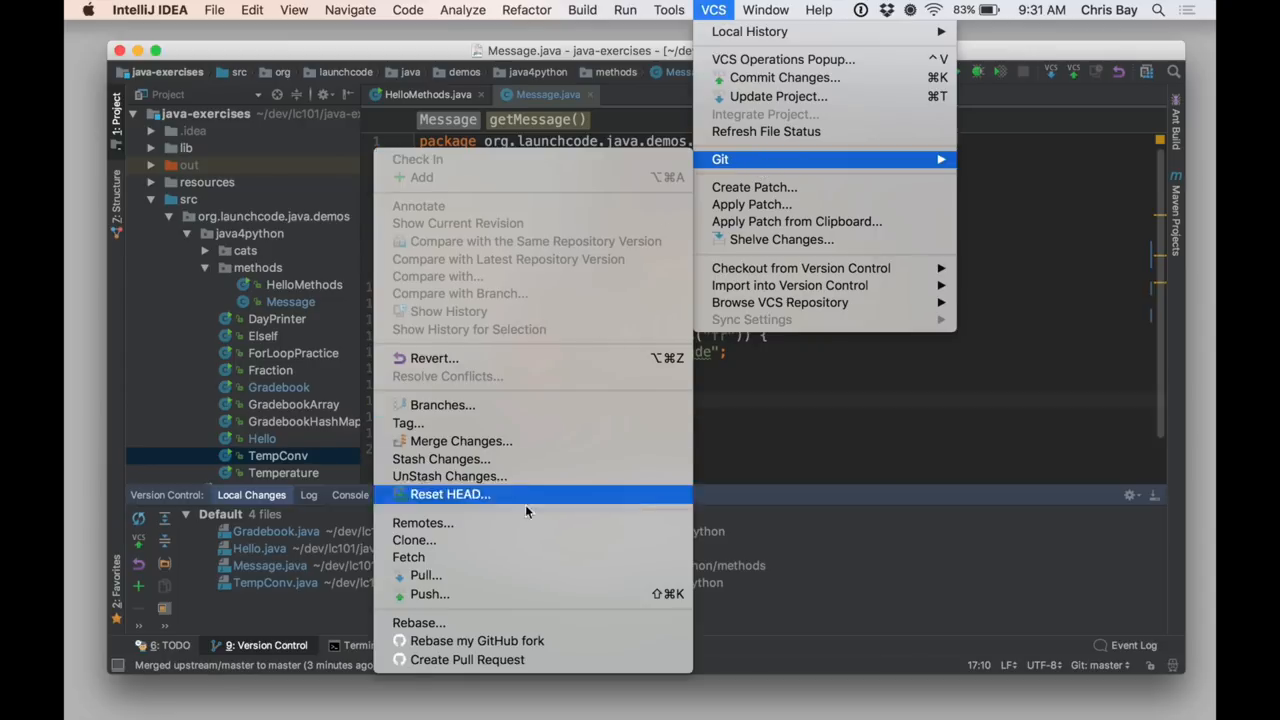 IntelliJ IDEA File Edit View Navigate Code Analyze Refactor Build Run Tools VCS Window Help 83% 9:31 AM Chris Bay
Message.java - java-exercises - [~/de
java-exercises src org launchcode java demos java4python methods Messa
Project HelloMethods.java Message.java
Message getMessage()
1: Project
Z: Structure
2: Favorites
Ant Build
Maven Projects
java-exercises ~/dev/lc101/java-ex
.idea
lib
out
resources
src
org.launchcode.java.demos
java4python
cats
methods
HelloMethods
Message
DayPrinter
ElseIf
ForLoopPractice
Fraction
Gradebook
GradebookArray
GradebookHashMap
Hello
TempConv
Temperature
1 package org.launchcode.java.demos.
"fr")) {
de";
Local History
VCS Operations Popup... ^V
Commit Changes... ⌘K
Update Project... ⌘T
Integrate Project...
Refresh File Status
Git
Create Patch...
Apply Patch...
Apply Patch from Clipboard...
Shelve Changes...
Checkout from Version Control
Import into Version Control
Browse VCS Repository
Sync Settings
Check In
Add ⌥⌘A
Annotate
Show Current Revision
Compare with the Same Repository Version
Compare with Latest Repository Version
Compare with...
Compare with Branch...
Show History
Show History for Selection
Revert... ⌥⌘Z
Resolve Conflicts...
Branches...
Tag...
Merge Changes...
Stash Changes...
UnStash Changes...
Reset HEAD...
Remotes...
Clone...
Fetch
Pull...
Push... ⇧⌘K
Rebase...
Rebase my GitHub fork
Create Pull Request
Version Control: Local Changes Log Console
Default 4 files
Gradebook.java ~/dev/lc10 ython
Hello.java ~/dev/lc101/jav
Message.java ~/dev/lc101/ hon/methods
TempConv.java ~/dev/lc10 ython
VCS
6: TODO 9: Version Control Termin Event Log
Merged upstream/master to master (3 minutes ago 17:10 LF÷ UTF-8÷ Git: master÷